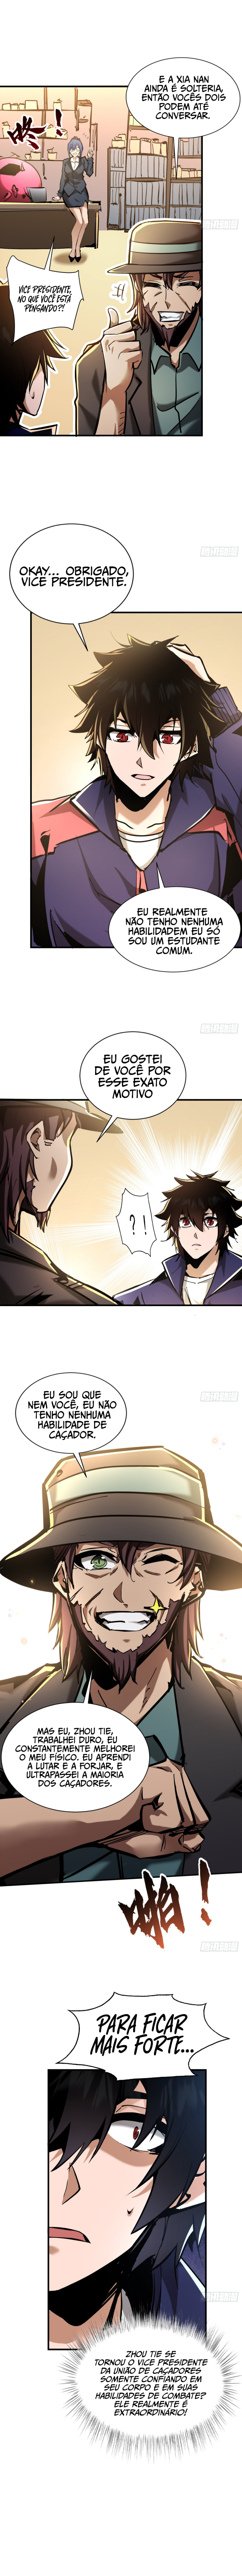 E A XIA NAN
AINDA É SOLTERIA,
ENTÃO VOCÊS DOIS
PODEM ATÉ
CONVERSAR.
咚!
VICE PRESIDENTE,
NO QUE VOCÊ ESTÁ
PENSANDO?!
OKAY... OBRIGADO,
VICE PRESIDENTE.
EU REALMENTE
NÃO TENHO NENHUMA
HABILIDADEM EU SÓ
SOU UM ESTUDANTE
COMUM.
EU GOSTEI
DE VOCÊ POR
ESSE EXATO
MOTIVO
?!
EU SOU QUE
NEM VOCÊ, EU NÃO
TENHO NENHUMA
HABILIDADE DE
CAÇADOR.
MAS EU, ZHOU TIE,
TRABALHEI DURO, EU
CONSTANTEMENTE MELHOREI
O MEU FÍSICO. EU APRENDI
A LUTAR E A FORJAR, E
ULTRAPASSEI A MAIORIA
DOS CAÇADORES.
啪!
PARA FICAR
MAIS FORTE...
ZHOU TIE SE
TORNOU O VICE PRESIDENTE
DA UNIÃO DE CAÇADORES
SOMENTE CONFIANDO EM
SEU CORPO E EM SUAS
HABILIDADES DE COMBATE?
ELE REALMENTE É
EXTRAORDINÁRIO!